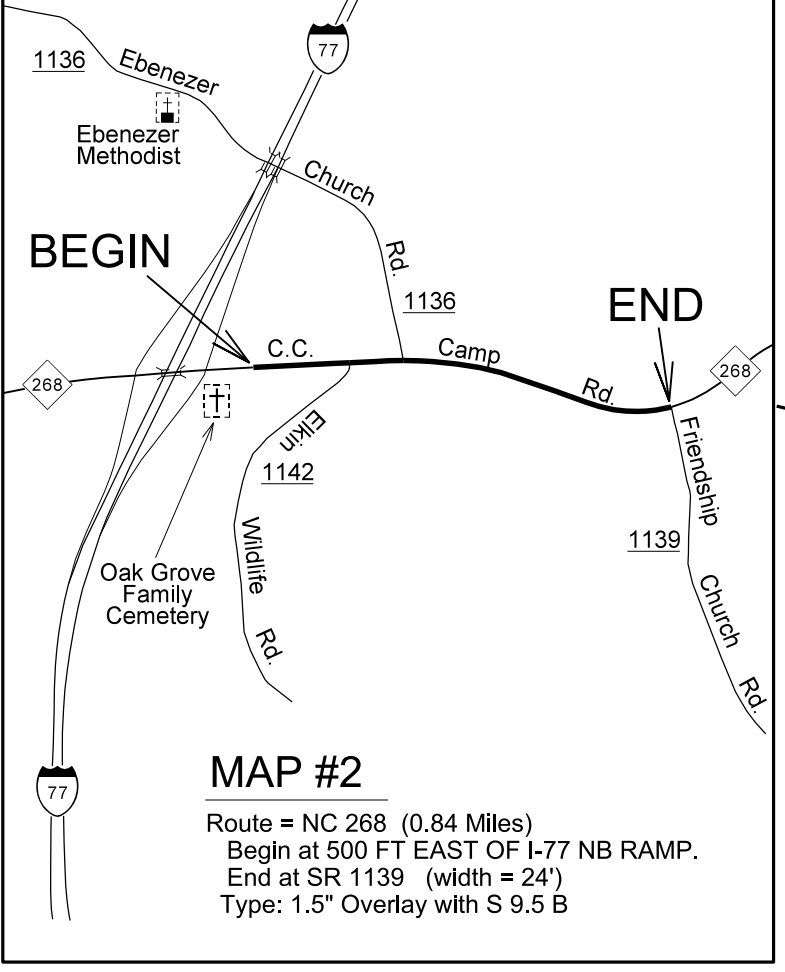 77
1136
Ebenezer
Ebenezer
Methodist
Church
Rd.
BEGIN
1136
END
C.C.
Camp
268
268
Rd.
Elkin
Friendship
1142
Wildlife
1139
Oak Grove
Family
Cemetery
Church
Rd.
Rd.
77
MAP #2
Route = NC 268 (0.84 Miles)
Begin at 500 FT EAST OF I-77 NB RAMP.
End at SR 1139 (width = 24')
Type: 1.5" Overlay with S 9.5 B